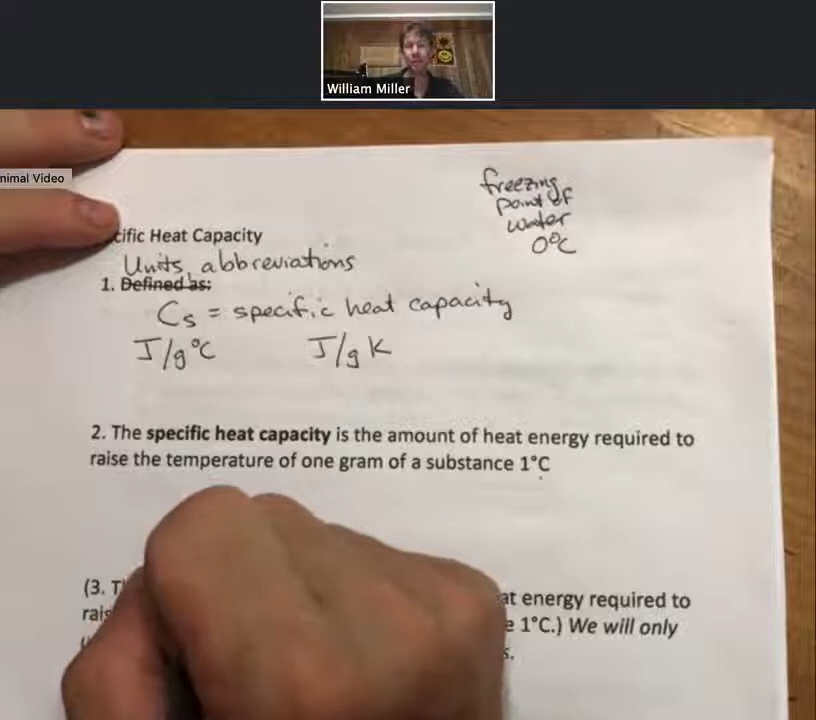 William Miller
nimal Video
freezing
point of
water
0°C
cific Heat Capacity
Units, abbreviations
1. Defined as:
Cs = specific heat capacity
J/g°C J/g K
2. The specific heat capacity is the amount of heat energy required to
raise the temperature of one gram of a substance 1°C
(3. T
at energy required to
rais
e 1°C.) We will only
s.